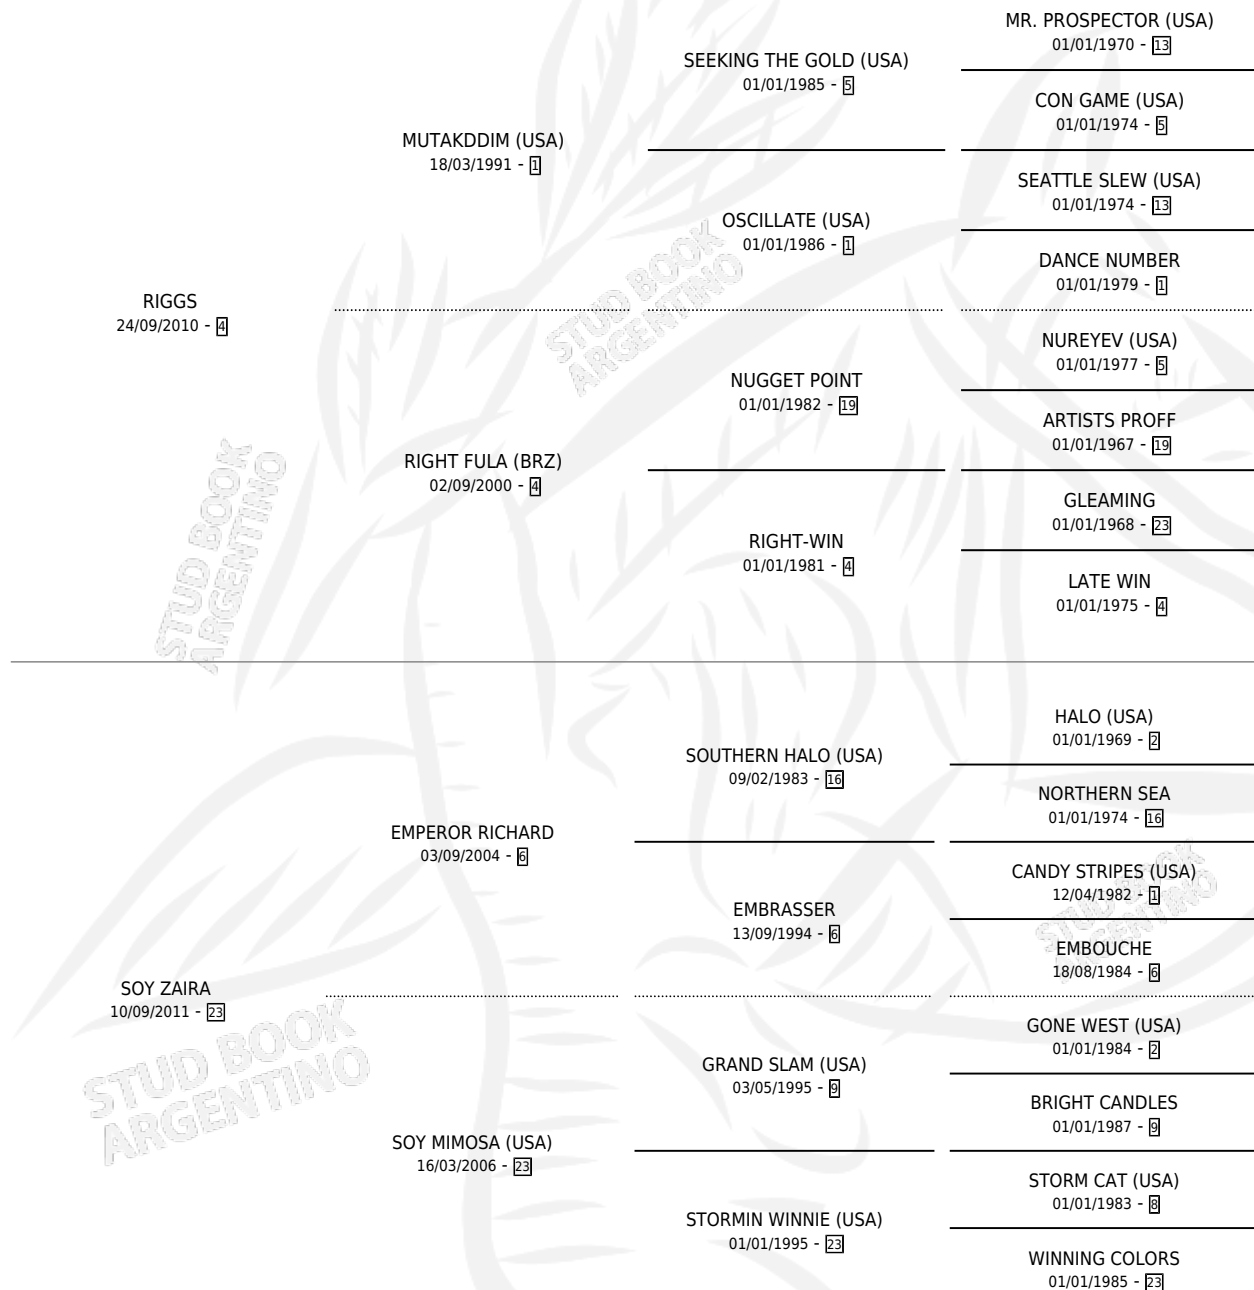 MR. PROSPECTOR (USA)
01/01/1970 - 13
SEEKING THE GOLD (USA)
01/01/1985 - 5
CON GAME (USA)
01/01/1974 - 5
MUTAKDDIM (USA)
18/03/1991 - 1
SEATTLE SLEW (USA)
01/01/1974 - 13
OSCILLATE (USA)
01/01/1986 - 1
DANCE NUMBER
01/01/1979 - 1
RIGGS
24/09/2010 - 4
NUREYEV (USA)
01/01/1977 - 5
NUGGET POINT
01/01/1982 - 19
ARTISTS PROFF
01/01/1967 - 19
RIGHT FULA (BRZ)
02/09/2000 - 4
GLEAMING
01/01/1968 - 23
RIGHT-WIN
01/01/1981 - 4
LATE WIN
01/01/1975 - 4
HALO (USA)
01/01/1969 - 2
SOUTHERN HALO (USA)
09/02/1983 - 16
NORTHERN SEA
01/01/1974 - 16
EMPEROR RICHARD
03/09/2004 - 6
CANDY STRIPES (USA)
12/04/1982 - 1
EMBRASSER
13/09/1994 - 6
EMBOUCHE
18/08/1984 - 6
SOY ZAIRA
10/09/2011 - 23
GONE WEST (USA)
01/01/1984 - 2
GRAND SLAM (USA)
03/05/1995 - 9
BRIGHT CANDLES
01/01/1987 - 9
SOY MIMOSA (USA)
16/03/2006 - 23
STORM CAT (USA)
01/01/1983 - 8
STORMIN WINNIE (USA)
01/01/1995 - 23
WINNING COLORS
01/01/1985 - 23
STUD BOOK
ARGENTINO
STUD BOOK
ARGENTINO
STUD BOOK
ARGENTINO
STUD BOOK
ARGENTINO